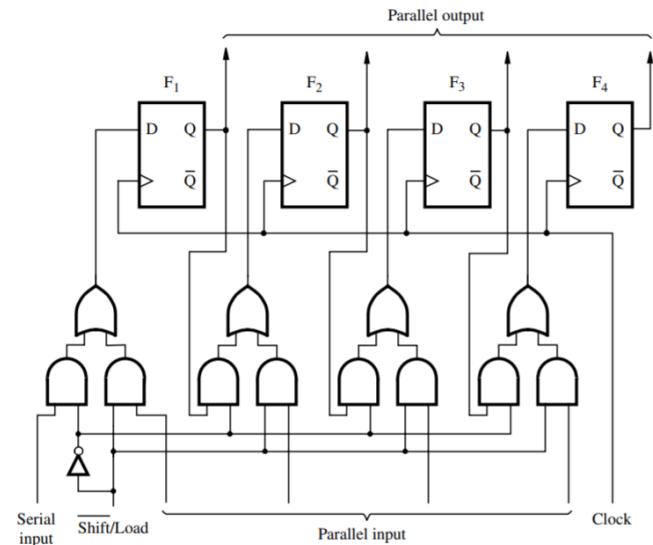 Parallel output
F₁ F₂ F₃ F₄
D Q D Q D Q D Q
Q̅ Q̅ Q̅ Q̅
Serial
input
S̅h̅i̅f̅t̅/Load
Parallel input
Clock